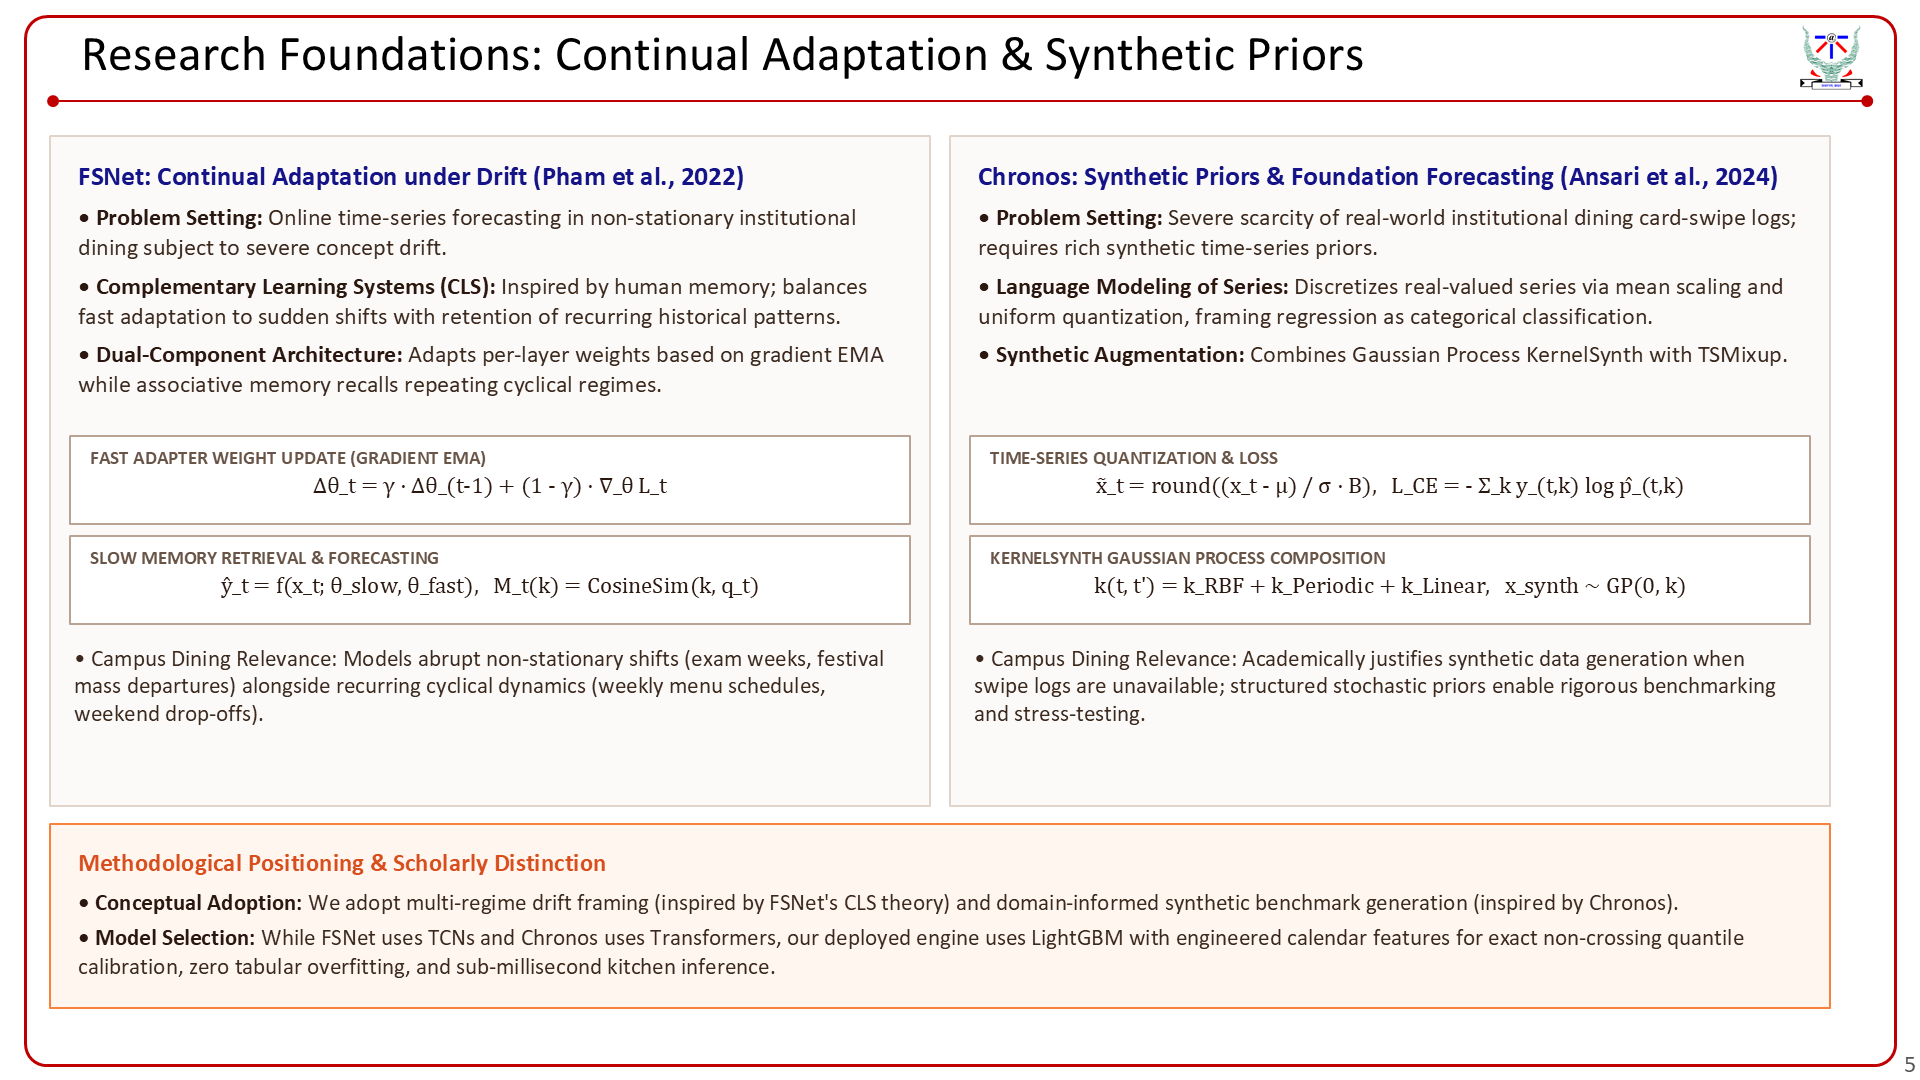 Research Foundations: Continual Adaptation & Synthetic Priors
FSNet: Continual Adaptation under Drift (Pham et al., 2022)
• Problem Setting: Online time-series forecasting in non-stationary institutional
dining subject to severe concept drift.
• Complementary Learning Systems (CLS): Inspired by human memory; balances
fast adaptation to sudden shifts with retention of recurring historical patterns.
• Dual-Component Architecture: Adapts per-layer weights based on gradient EMA
while associative memory recalls repeating cyclical regimes.
FAST ADAPTER WEIGHT UPDATE (GRADIENT EMA)
Δθ_t = γ · Δθ_(t-1) + (1 - γ) · ∇_θ L_t
SLOW MEMORY RETRIEVAL & FORECASTING
ŷ_t = f(x_t; θ_slow, θ_fast), M_t(k) = CosineSim(k, q_t)
• Campus Dining Relevance: Models abrupt non-stationary shifts (exam weeks, festival
mass departures) alongside recurring cyclical dynamics (weekly menu schedules,
weekend drop-offs).
Chronos: Synthetic Priors & Foundation Forecasting (Ansari et al., 2024)
• Problem Setting: Severe scarcity of real-world institutional dining card-swipe logs;
requires rich synthetic time-series priors.
• Language Modeling of Series: Discretizes real-valued series via mean scaling and
uniform quantization, framing regression as categorical classification.
• Synthetic Augmentation: Combines Gaussian Process KernelSynth with TSMixup.
TIME-SERIES QUANTIZATION & LOSS
x̃_t = round((x_t - μ) / σ · B), L_CE = - Σ_k y_(t,k) log p̂_(t,k)
KERNELSYNTH GAUSSIAN PROCESS COMPOSITION
k(t, t') = k_RBF + k_Periodic + k_Linear, x_synth ~ GP(0, k)
• Campus Dining Relevance: Academically justifies synthetic data generation when
swipe logs are unavailable; structured stochastic priors enable rigorous benchmarking
and stress-testing.
Methodological Positioning & Scholarly Distinction
• Conceptual Adoption: We adopt multi-regime drift framing (inspired by FSNet's CLS theory) and domain-informed synthetic benchmark generation (inspired by Chronos).
• Model Selection: While FSNet uses TCNs and Chronos uses Transformers, our deployed engine uses LightGBM with engineered calendar features for exact non-crossing quantile
calibration, zero tabular overfitting, and sub-millisecond kitchen inference.
5